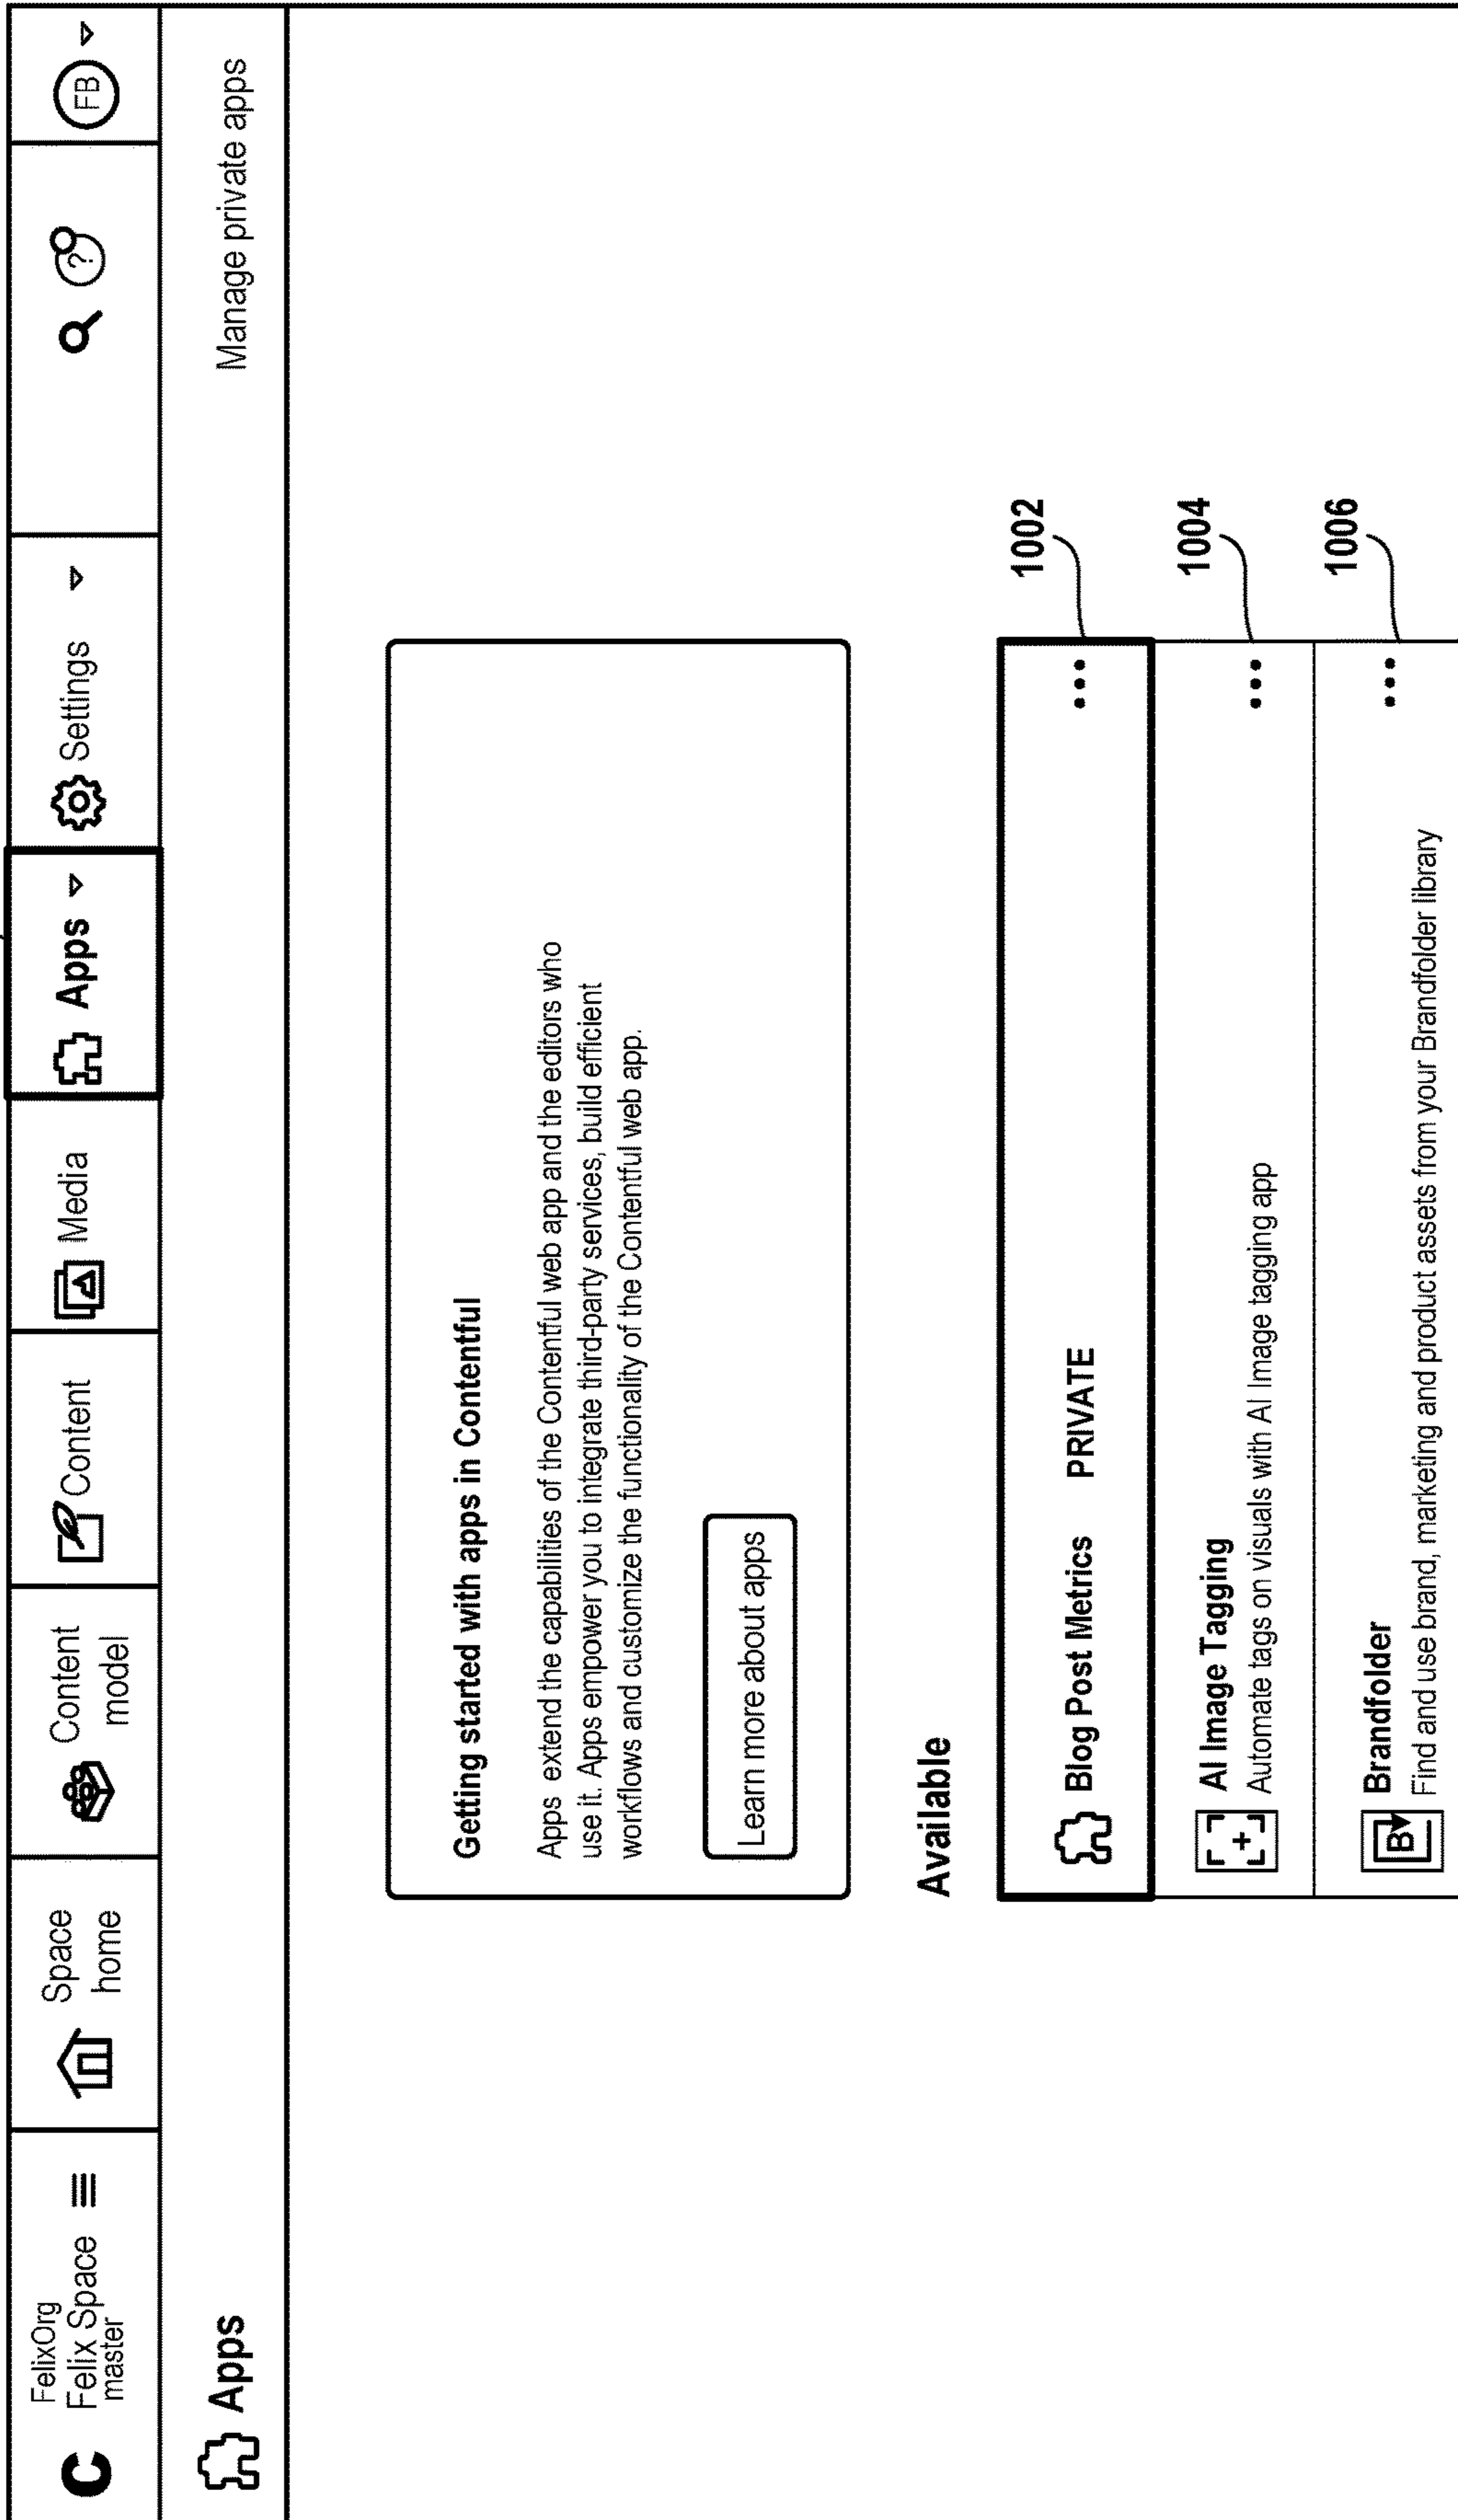 FelixOrg
Felix Space
master
Space
home
Content
model
Content
Media
Apps
Settings
?
FB
Apps
Manage private apps
Getting started with apps in Contentful
Apps extend the capabilities of the Contentful web app and the editors who
use it. Apps empower you to integrate third-party services, build efficient
workflows and customize the functionality of the Contentful web app.
Learn more about apps
Available
Blog Post Metrics PRIVATE
1002
AI Image Tagging
Automate tags on visuals with AI Image tagging app
1004
B
Brandfolder
Find and use brand, marketing and product assets from your Brandfolder library
1006